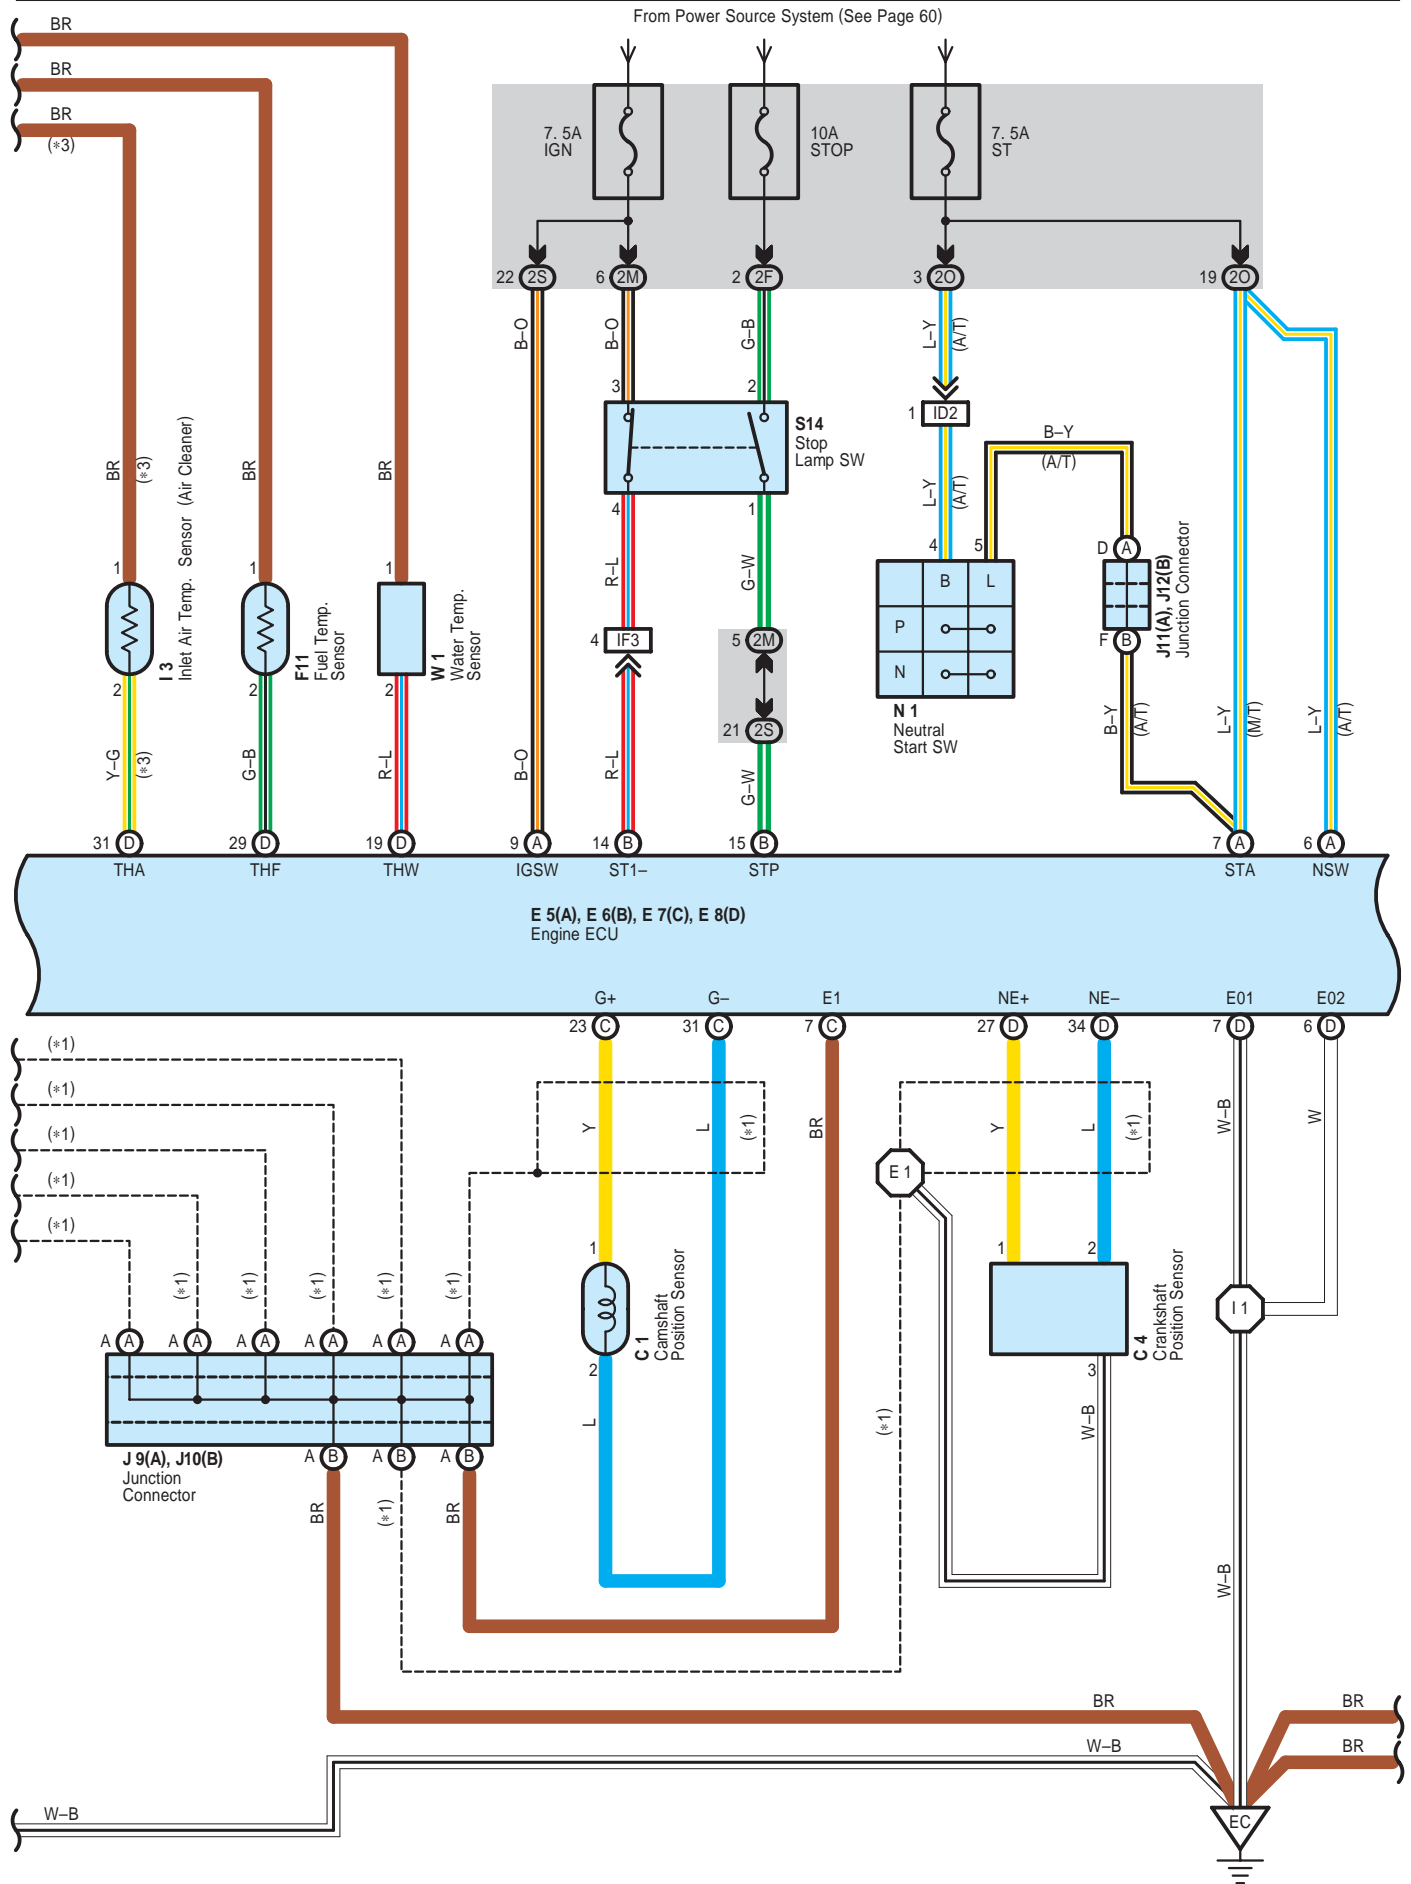 From Power Source System (See Page 60)
BR
BR
BR
(*3)
7. 5A
IGN
10A
STOP
7. 5A
ST
22 2S
6 2M
2 2F
3 2O
19 2O
B–O
B–O
G–B
L–Y
(A/T)
3
2
1 ID2
S14
Stop
Lamp SW
B–Y
(A/T)
BR
(*3)
BR
BR
L–Y
(A/T)
4
1
4
5
D A
1
1
1
R–L
G–W
B L
P
N
J11(A), J12(B)
Junction Connector
I 3
Inlet Air Temp. Sensor (Air Cleaner)
F11
Fuel Temp.
Sensor
W 1
Water Temp.
Sensor
4 IF3
5 2M
F B
2
2
2
N 1
Neutral
Start SW
21 2S
Y–G
(*3)
G–B
R–L
B–O
R–L
G–W
B–Y
(A/T)
L–Y
(M/T)
L–Y
(A/T)
31 D
29 D
19 D
9 A
14 B
15 B
7 A
6 A
THA
THF
THW
IGSW
ST1–
STP
STA
NSW
E 5(A), E 6(B), E 7(C), E 8(D)
Engine ECU
G+
G–
E1
NE+
NE–
E01
E02
23 C
31 C
7 C
27 D
34 D
7 D
6 D
(*1)
(*1)
(*1)
(*1)
(*1)
Y
L
(*1)
BR
Y
L
(*1)
W–B
W
E 1
1
1
2
(*1)
(*1)
(*1)
(*1)
(*1)
I 1
C 1
Camshaft
Position Sensor
C 4
Crankshaft
Position Sensor
A A
A A
A A
A A
A A
A A
2
3
L
(*1)
W–B
J 9(A), J10(B)
Junction
Connector
A B
A B
A B
BR
(*1)
BR
W–B
BR
BR
W–B
BR
W–B
EC